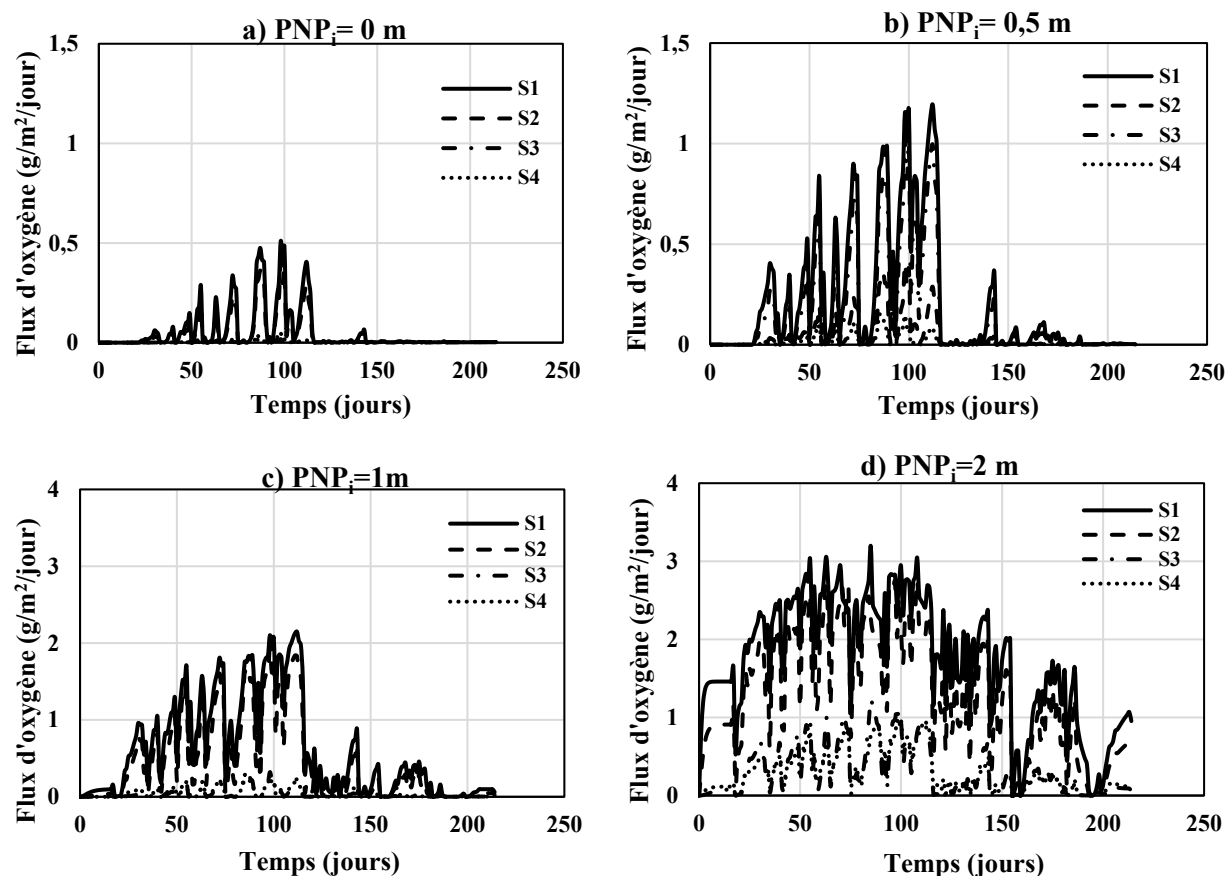 a) PNPi= 0 m
Flux d'oxygène (g/m²/jour)
1,5
1
0,5
0
0 50 100 150 200 250
Temps (jours)
S1
S2
S3
S4
b) PNPi= 0,5 m
Flux d'oxygène (g/m²/jour)
1,5
1
0,5
0
0 50 100 150 200 250
Temps (jours)
S1
S2
S3
S4
c) PNPi=1m
Flux d'oxygène (g/m²/jour)
4
3
2
1
0
0 50 100 150 200 250
Temps (jours)
S1
S2
S3
S4
d) PNPi=2 m
Flux d'oxygène (g/m²/jour)
4
3
2
1
0
0 50 100 150 200 250
Temps (jours)
S1
S2
S3
S4